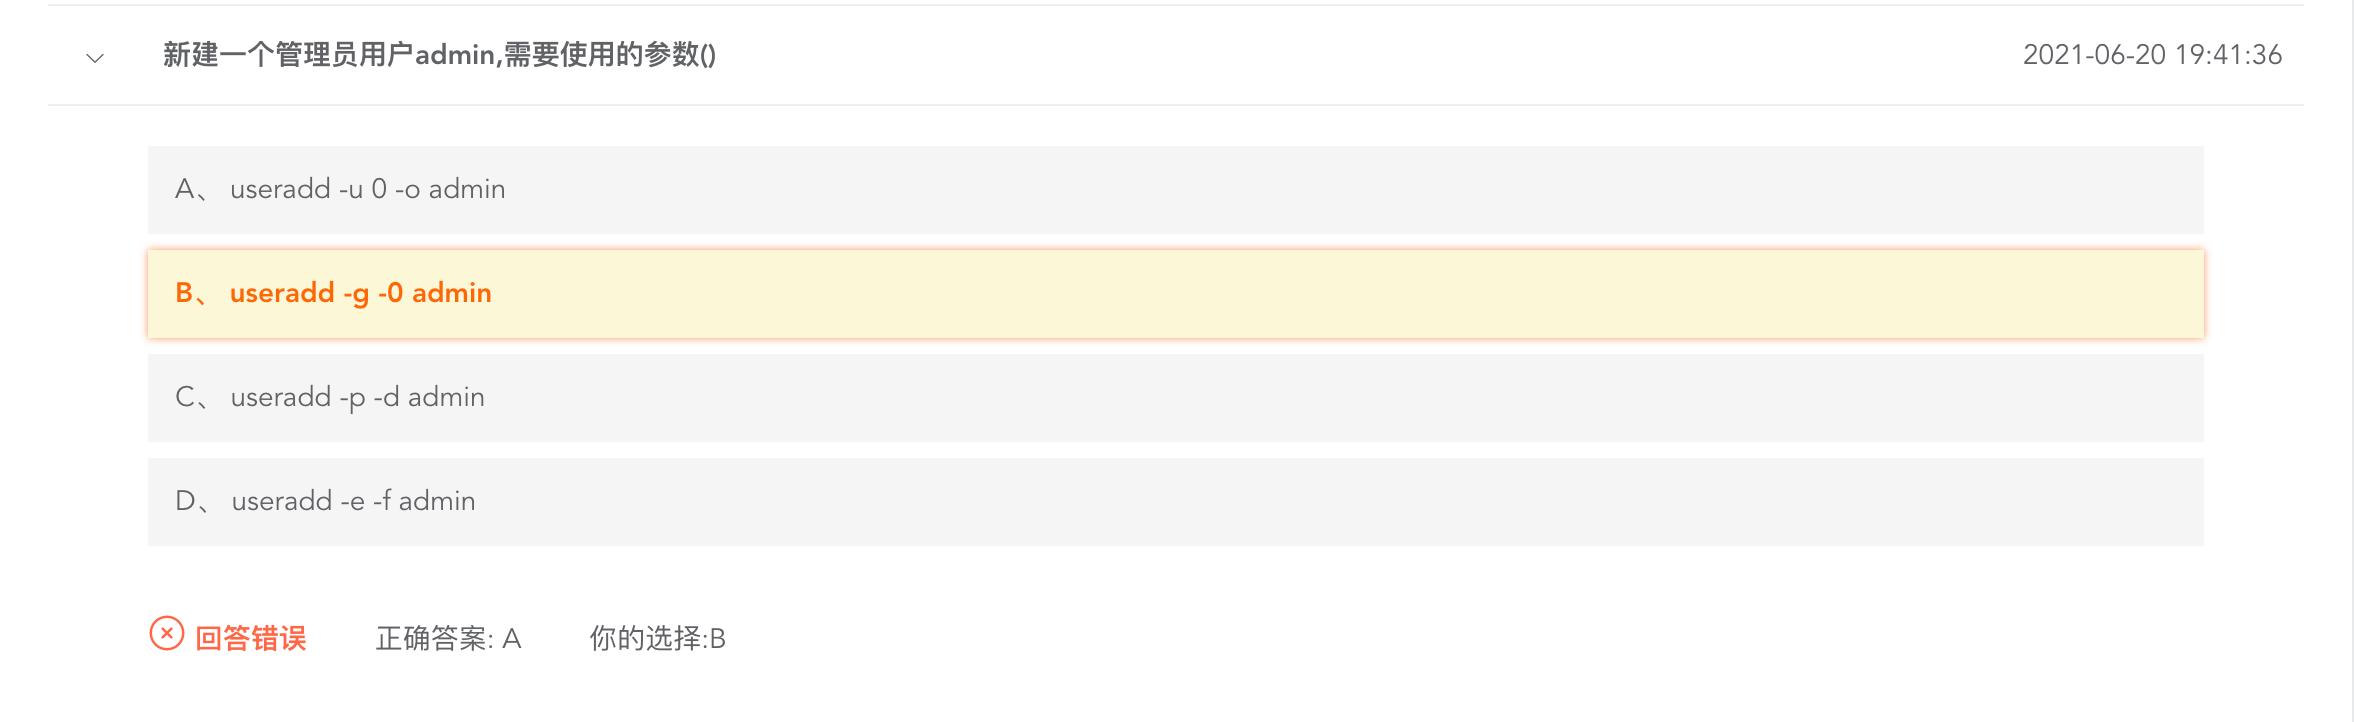 新建一个管理员用户admin,需要使用的参数()
2021-06-20 19:41:36
A、 useradd -u 0 -o admin
B、 useradd -g -0 admin
C、 useradd -p -d admin
D、 useradd -e -f admin
回答错误 正确答案: A 你的选择:B